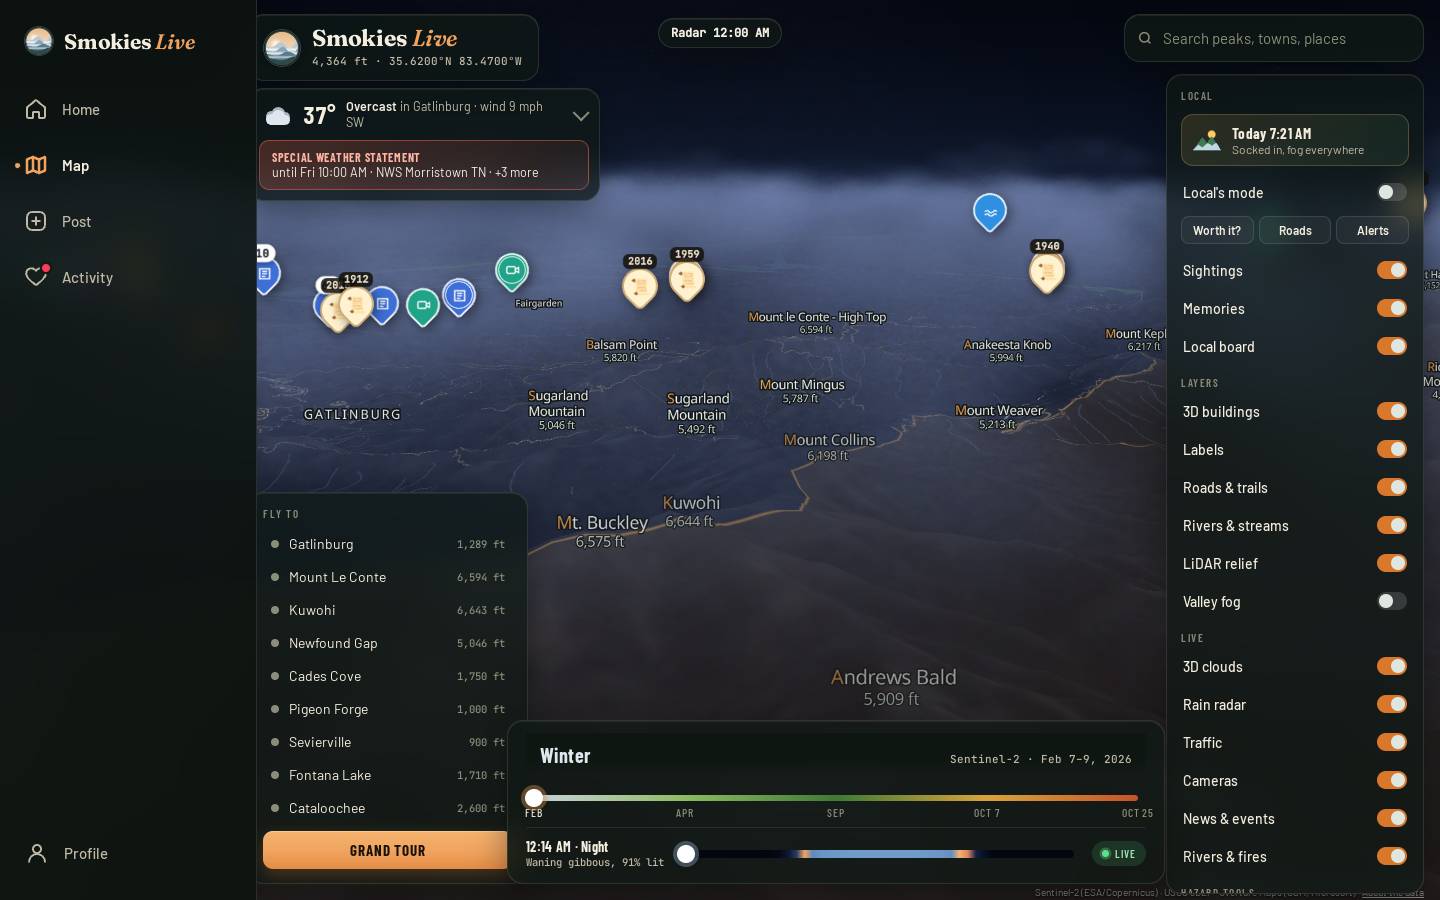 Smokies Live
Home
Map
Post
Activity
Profile
Smokies Live
4,364 ft · 35.6200°N 83.4700°W
37° Overcast in Gatlinburg · wind 9 mph
SW
SPECIAL WEATHER STATEMENT
until Fri 10:00 AM · NWS Morristown TN · +3 more
Radar 12:00 AM
Search peaks, towns, places
10
1912
2016
1959
1940
Fairgarden
Mount le Conte - High Top
6,594 ft
Balsam Point
5,820 ft
Anakeesta Knob
5,994 ft
6,217 ft
Mount Mingus
5,787 ft
Sugarland
Mountain
5,046 ft
Sugarland
Mountain
5,492 ft
GATLINBURG
Mount Weaver
5,213 ft
Mount Collins
6,198 ft
Kuwohi
6,644 ft
Mt. Buckley
6,575 ft
Andrews Bald
5,909 ft
FLY TO
Gatlinburg 1,289 ft
Mount Le Conte 6,594 ft
Kuwohi 6,643 ft
Newfound Gap 5,046 ft
Cades Cove 1,750 ft
Pigeon Forge 1,000 ft
Sevierville 900 ft
Fontana Lake 1,710 ft
Cataloochee 2,600 ft
GRAND TOUR
Winter
Sentinel-2 · Feb 7–9, 2026
FEB APR SEP OCT 7 OCT 25
12:14 AM · Night
Waning gibbous, 91% lit
LIVE
LOCAL
Today 7:21 AM
Socked in, fog everywhere
Local's mode
Worth it? Roads Alerts
Sightings
Memories
Local board
LAYERS
3D buildings
Labels
Roads & trails
Rivers & streams
LiDAR relief
Valley fog
LIVE
3D clouds
Rain radar
Traffic
Cameras
News & events
Rivers & fires
HAZARD TOOLS
Sentinel-2 (ESA/Copernicus)